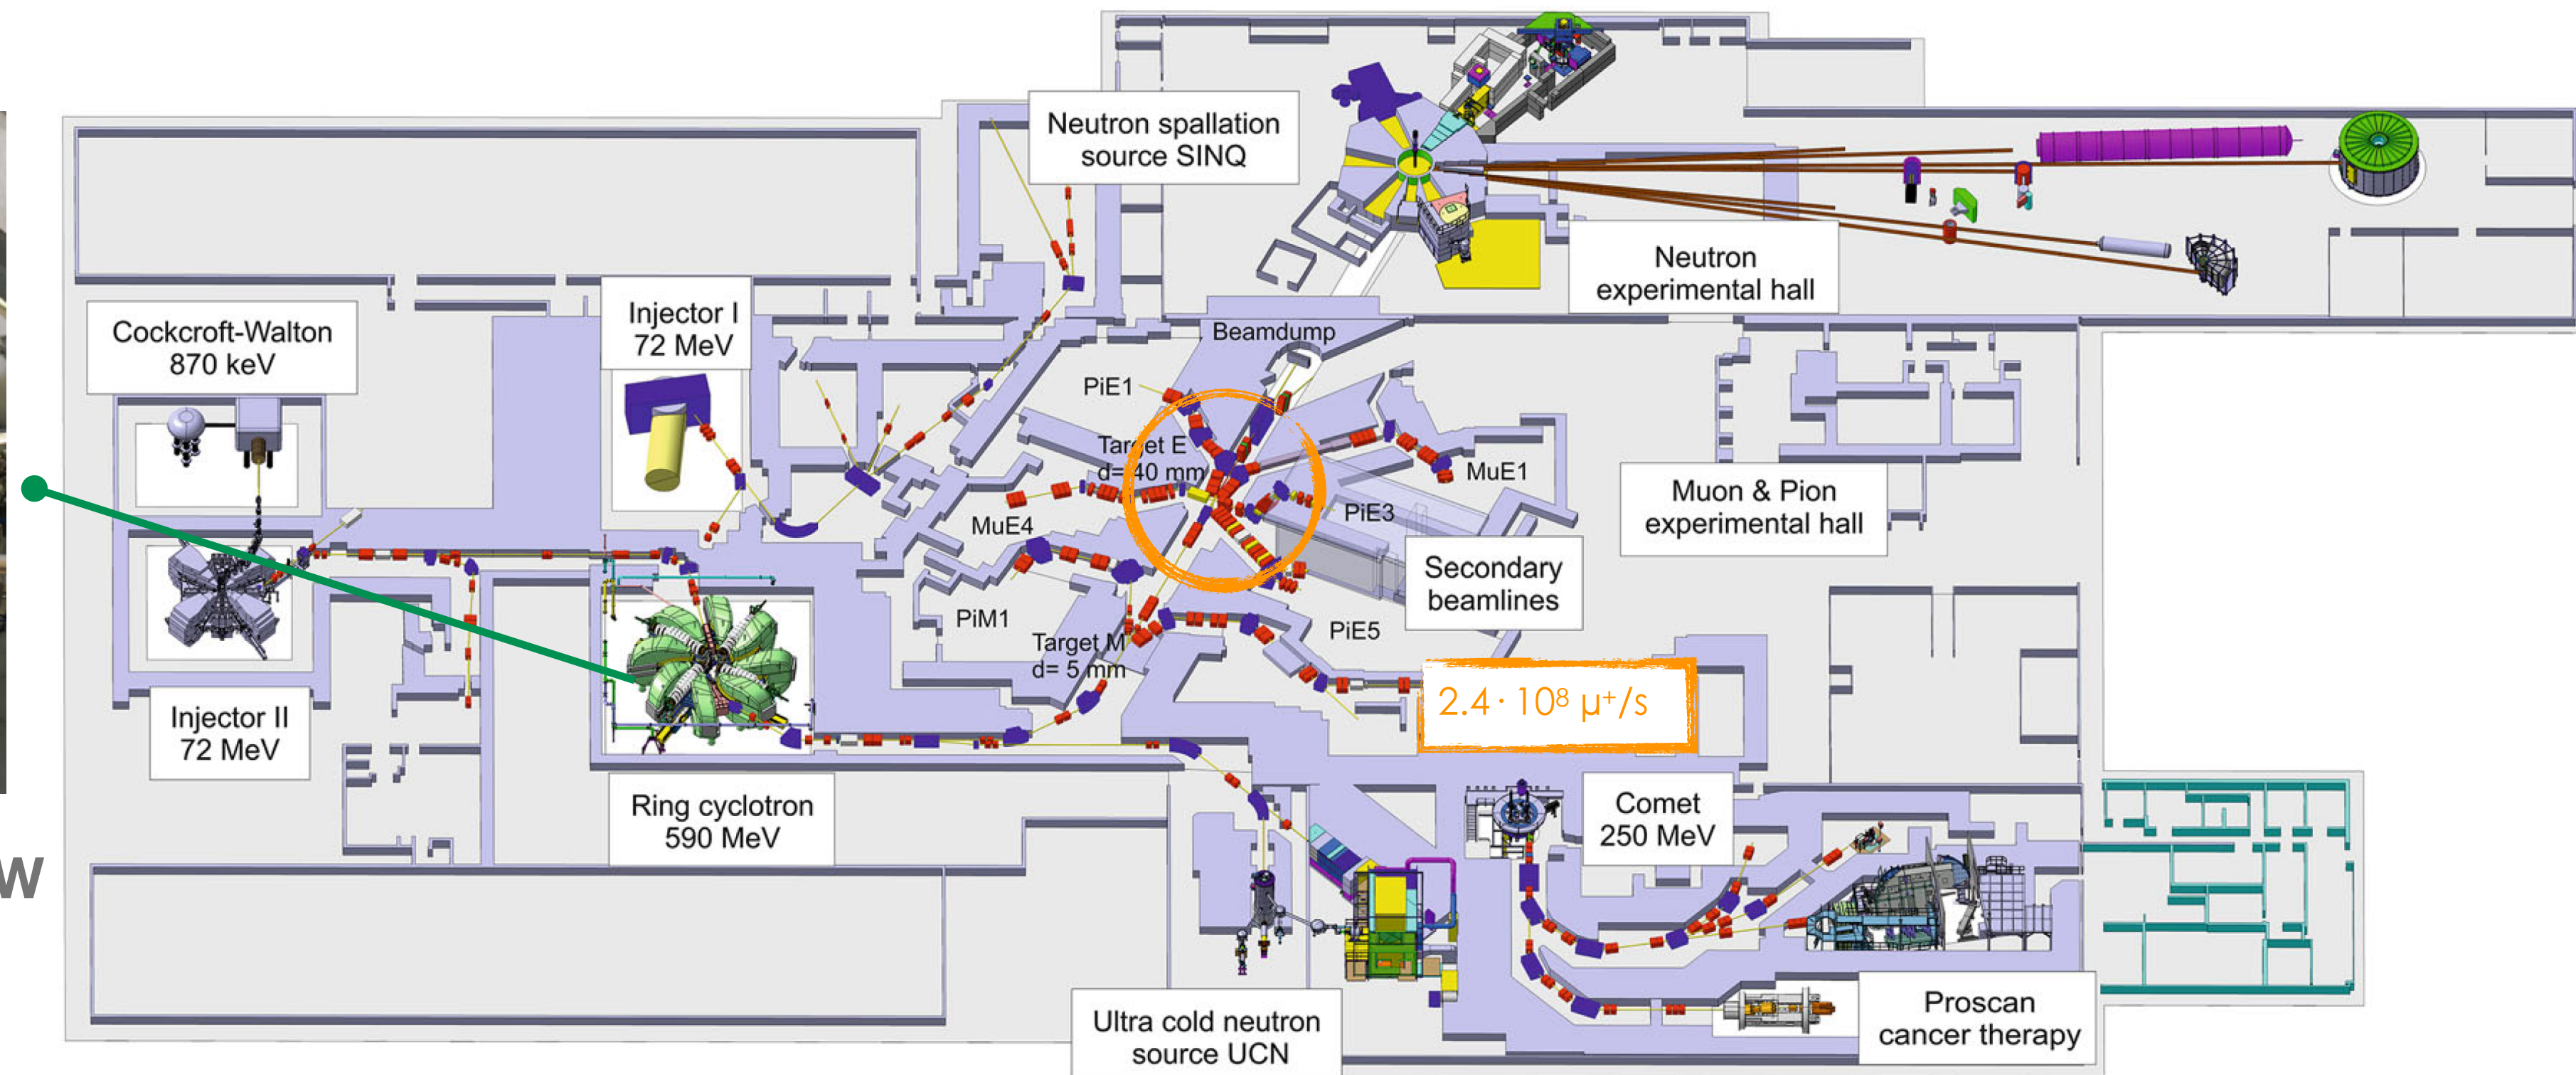 Neutron spallation
source SINQ
Neutron
experimental hall
Cockcroft-Walton
870 keV
Injector I
72 MeV
Beamdump
PiE1
Target E
d= 40 mm
MuE1
MuE4
PiE3
Muon & Pion
experimental hall
Secondary
beamlines
PiM1
PiE5
Target M
d= 5 mm
2.4 · 10⁸ μ⁺/s
Injector II
72 MeV
Ring cyclotron
590 MeV
Comet
250 MeV
W
Ultra cold neutron
source UCN
Proscan
cancer therapy